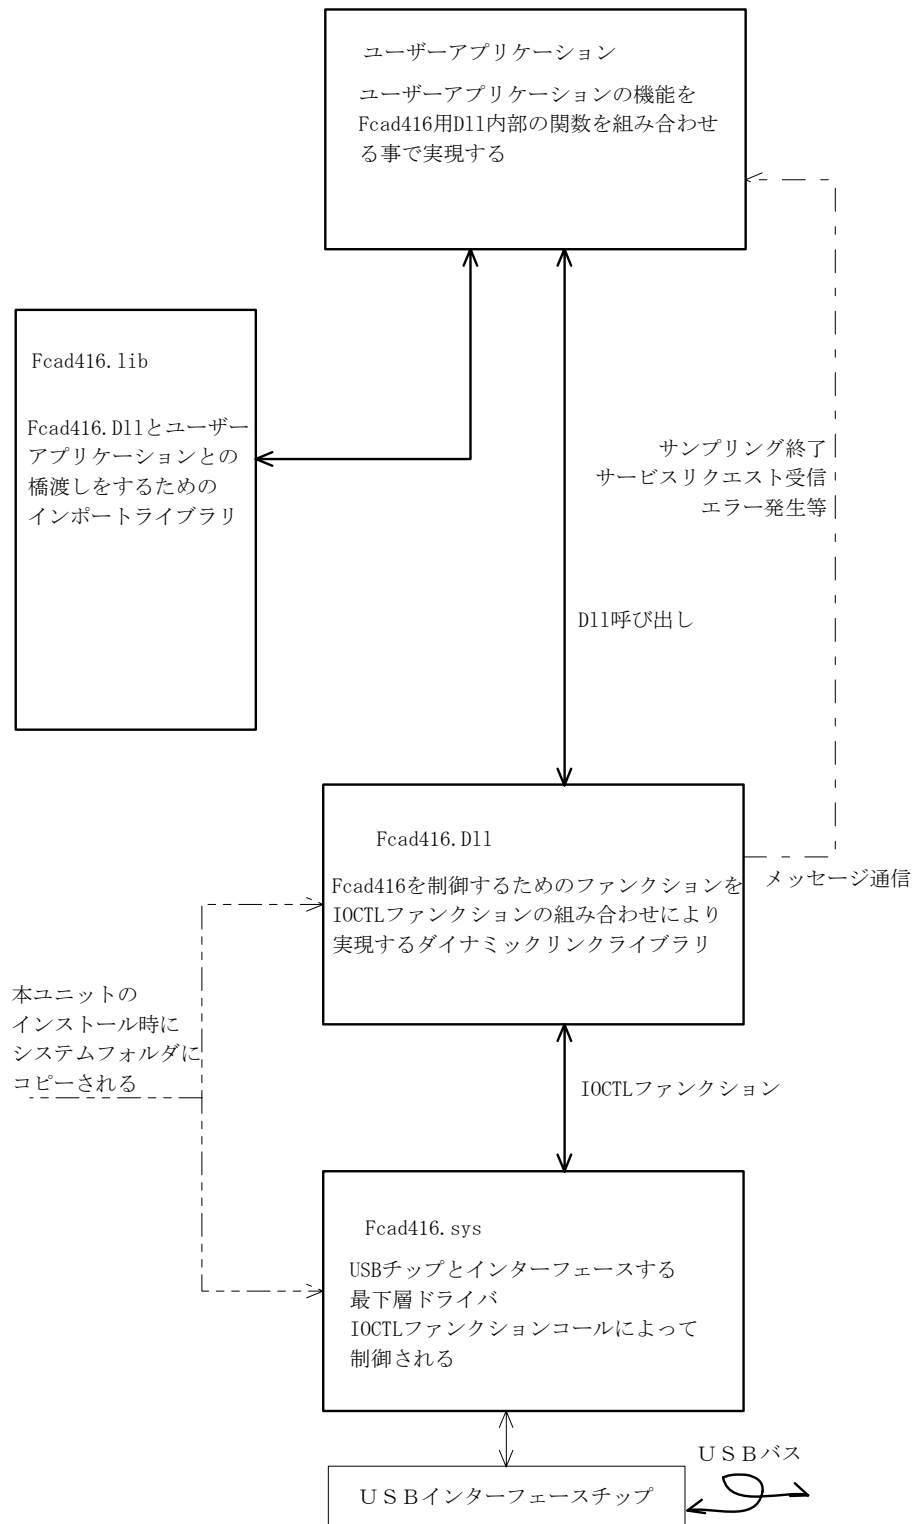 ユーザーアプリケーション
ユーザーアプリケーションの機能を
Fcad416用Dll内部の関数を組み合わせ
る事で実現する
Fcad416.lib
Fcad416.Dllとユーザー
アプリケーションとの
橋渡しをするための
インポートライブラリ
サンプリング終了
サービスリクエスト受信
エラー発生等
Dll呼び出し
Fcad416.Dll
Fcad416を制御するためのファンクションを
IOCTLファンクションの組み合わせにより
実現するダイナミックリンクライブラリ
メッセージ通信
本ユニットの
インストール時に
システムフォルダに
コピーされる
IOCTLファンクション
Fcad416.sys
USBチップとインターフェースする
最下層ドライバ
IOCTLファンクションコールによって
制御される
ＵＳＢバス
ＵＳＢインターフェースチップ